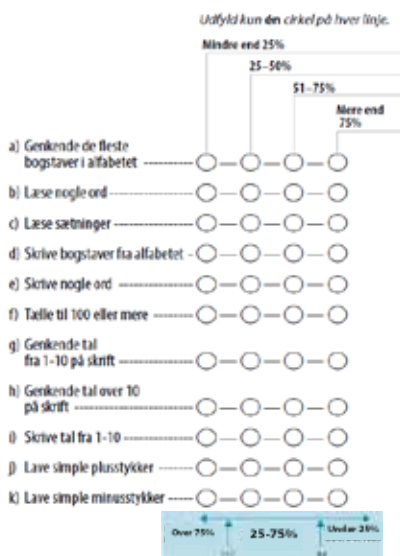 Udfyld kun én cirkel på hver linje.
Mindre end 25%
25–50%
51–75%
Mere end
75%
a) Genkende de fleste
bogstaver i alfabetet
b) Læse nogle ord
c) Læse sætninger
d) Skrive bogstaver fra alfabetet
e) Skrive nogle ord
f) Tælle til 100 eller mere
g) Genkende tal
fra 1-10 på skrift
h) Genkende tal over 10
på skrift
i) Skrive tal fra 1-10
j) Lave simple plusstykker
k) Lave simple minusstykker
Over 75%
25-75%
Under 25%